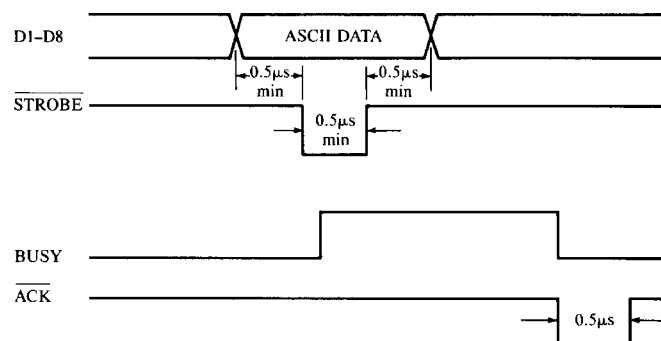 D1–D8 ASCII DATA
0.5μs min 0.5μs min
STROBE
0.5μs min
BUSY
ACK
0.5μs